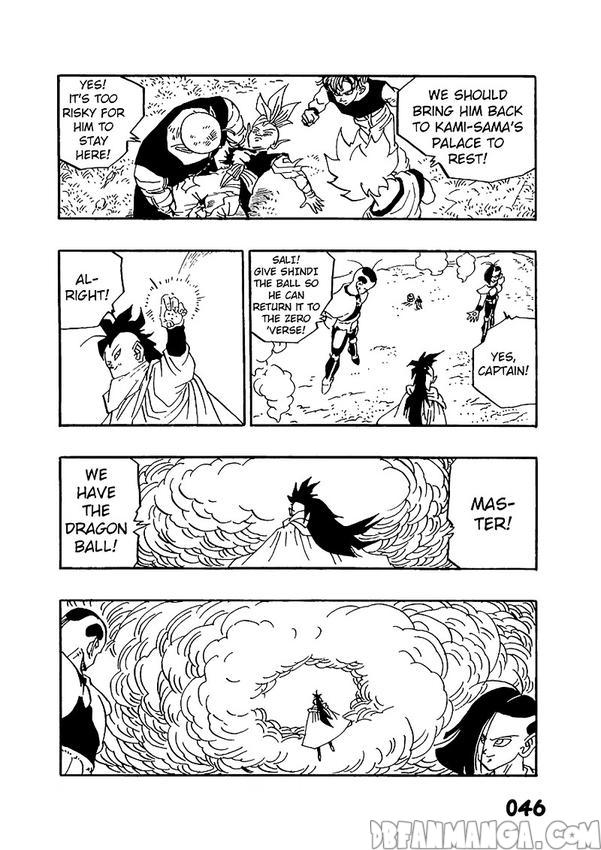 WE SHOULD
BRING HIM BACK
TO KAMI-SAMA'S
PALACE TO
REST!
YES!
IT'S TOO
RISKY FOR
HIM TO
STAY
HERE!
SALI!
GIVE SHINDI
THE BALL SO
HE CAN
RETURN IT TO
THE ZERO
'VERSE!
YES,
CAPTAIN!
AL-
RIGHT!
MAS-
TER!
WE
HAVE
THE
DRAGON
BALL!
046
DBFANMANGA.COM